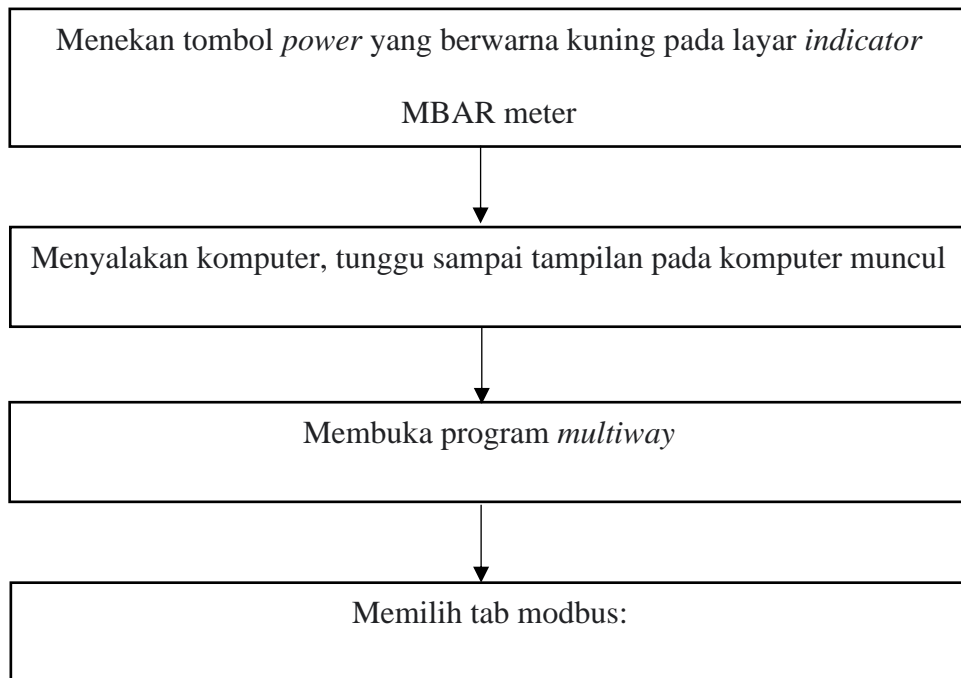 Menekan tombol power yang berwarna kuning pada layar indicator
MBAR meter
Menyalakan komputer, tunggu sampai tampilan pada komputer muncul
Membuka program multiway
Memilih tab modbus: